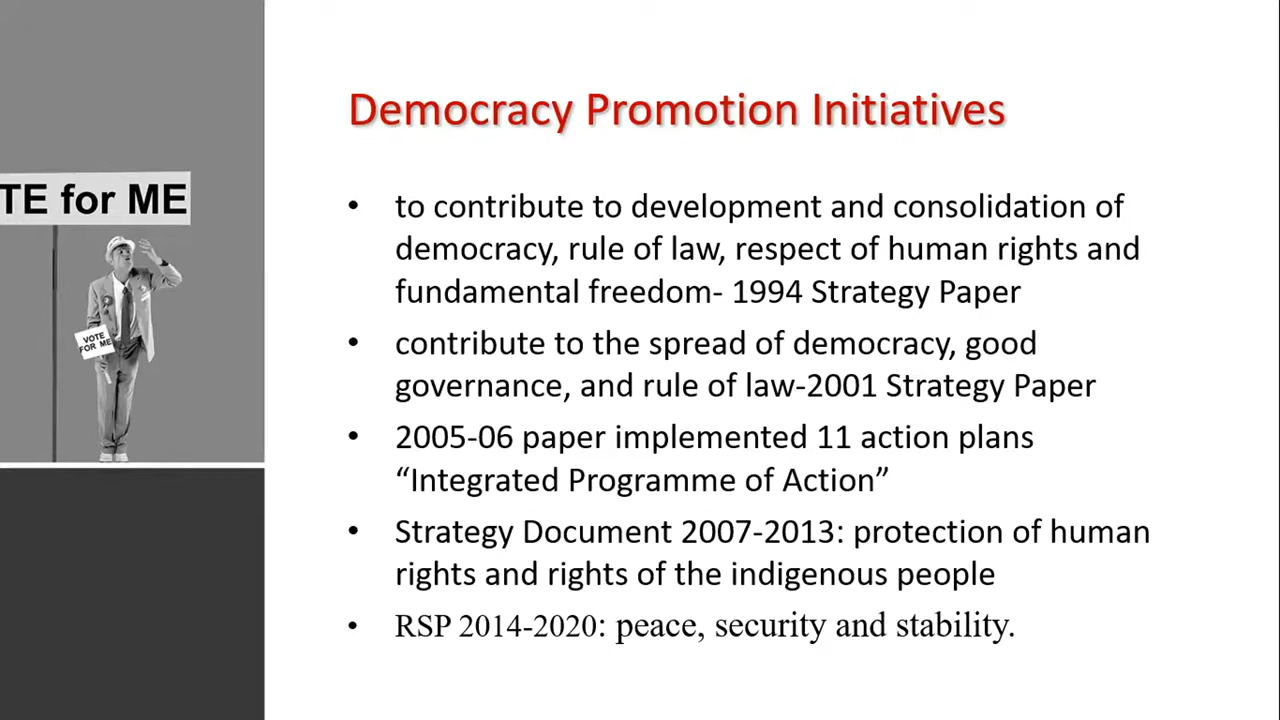 Democracy Promotion Initiatives
TE for ME
VOTE
FOR ME
• to contribute to development and consolidation of
democracy, rule of law, respect of human rights and
fundamental freedom- 1994 Strategy Paper
• contribute to the spread of democracy, good
governance, and rule of law-2001 Strategy Paper
• 2005-06 paper implemented 11 action plans
“Integrated Programme of Action”
• Strategy Document 2007-2013: protection of human
rights and rights of the indigenous people
• RSP 2014-2020: peace, security and stability.